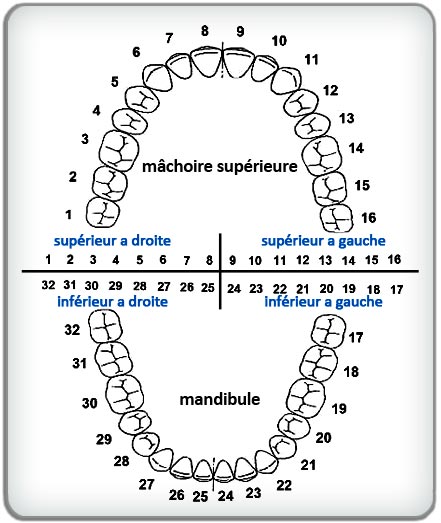 8 9
7 10
6 11
5 12
4 13
3 14
mâchoire supérieure
2 15
1 16
supérieur a droite supérieur a gauche
1 2 3 4 5 6 7 8 9 10 11 12 13 14 15 16
32 31 30 29 28 27 26 25 24 23 22 21 20 19 18 17
inférieur a droite inférieur a gauche
32 17
31 18
30 19
mandibule
29 20
28 21
27 22
26 25 24 23